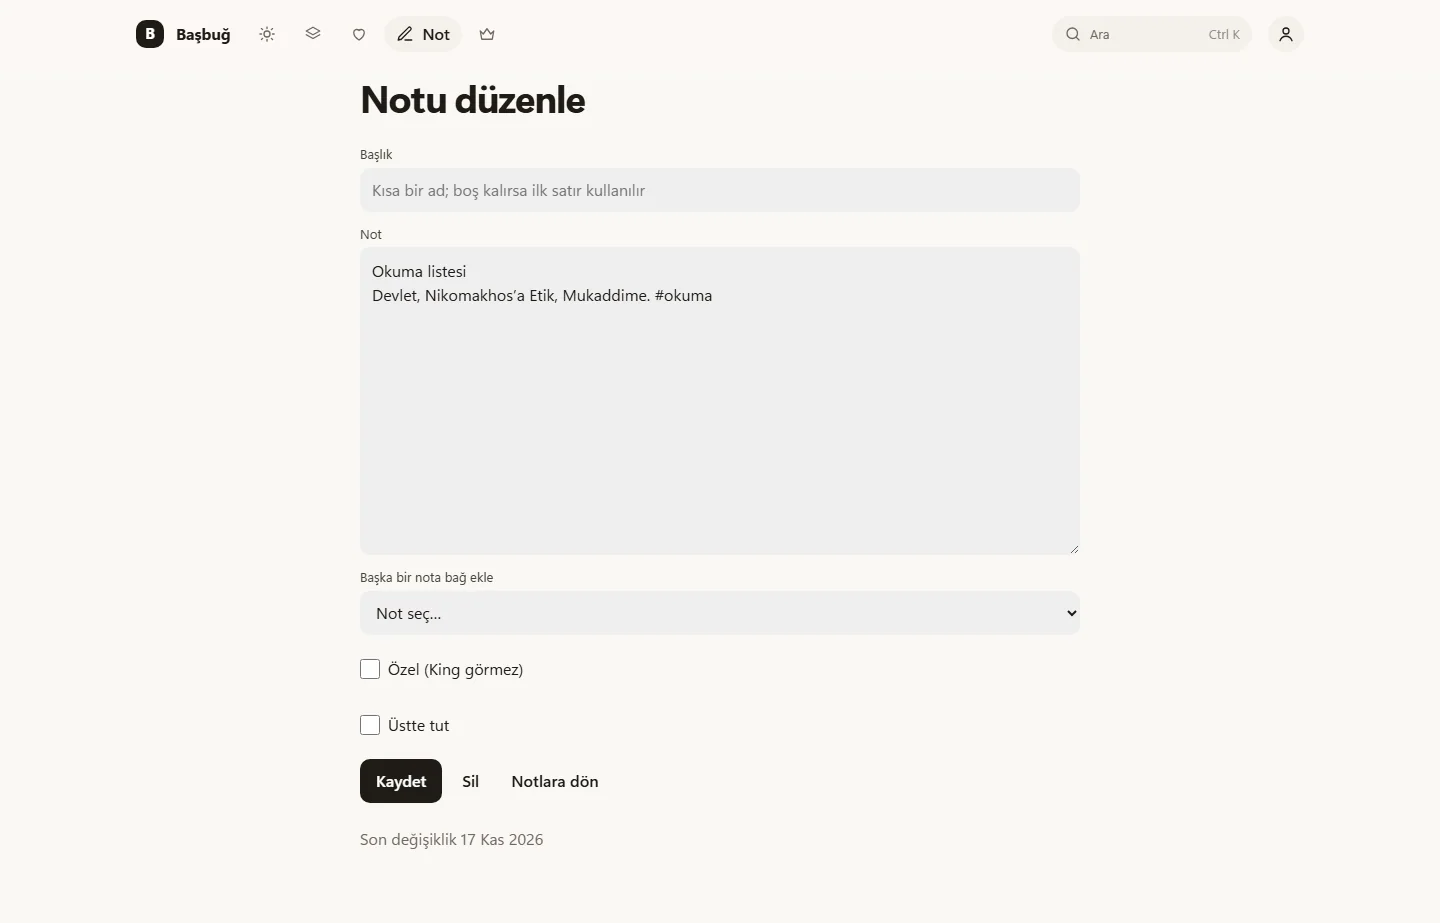 B Başbuğ Not Ara Ctrl K
Notu düzenle
Başlık
Kısa bir ad; boş kalırsa ilk satır kullanılır
Not
Okuma listesi
Devlet, Nikomakhos’a Etik, Mukaddime. #okuma
Başka bir nota bağ ekle
Not seç…
Özel (King görmez)
Üstte tut
Kaydet Sil Notlara dön
Son değişiklik 17 Kas 2026